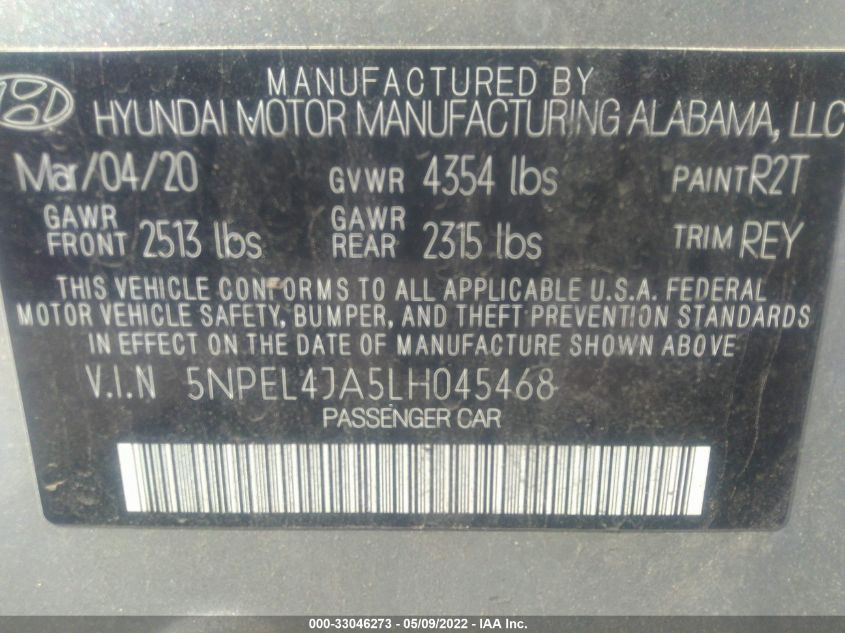 MANUFACTURED BY
HYUNDAI MOTOR MANUFACTURING ALABAMA, LLC
Mar/04/20 GVWR 4354 lbs PAINT R2T
GAWR FRONT 2513 lbs GAWR REAR 2315 lbs TRIM REY
THIS VEHICLE CONFORMS TO ALL APPLICABLE U.S.A. FEDERAL
MOTOR VEHICLE SAFETY, BUMPER, AND THEFT PREVENTION STANDARDS
IN EFFECT ON THE DATE OF MANUFACTURE SHOWN ABOVE
V.I.N 5NPEL4JA5LH045468
PASSENGER CAR
000-33046273 - 05/09/2022 - IAA Inc.